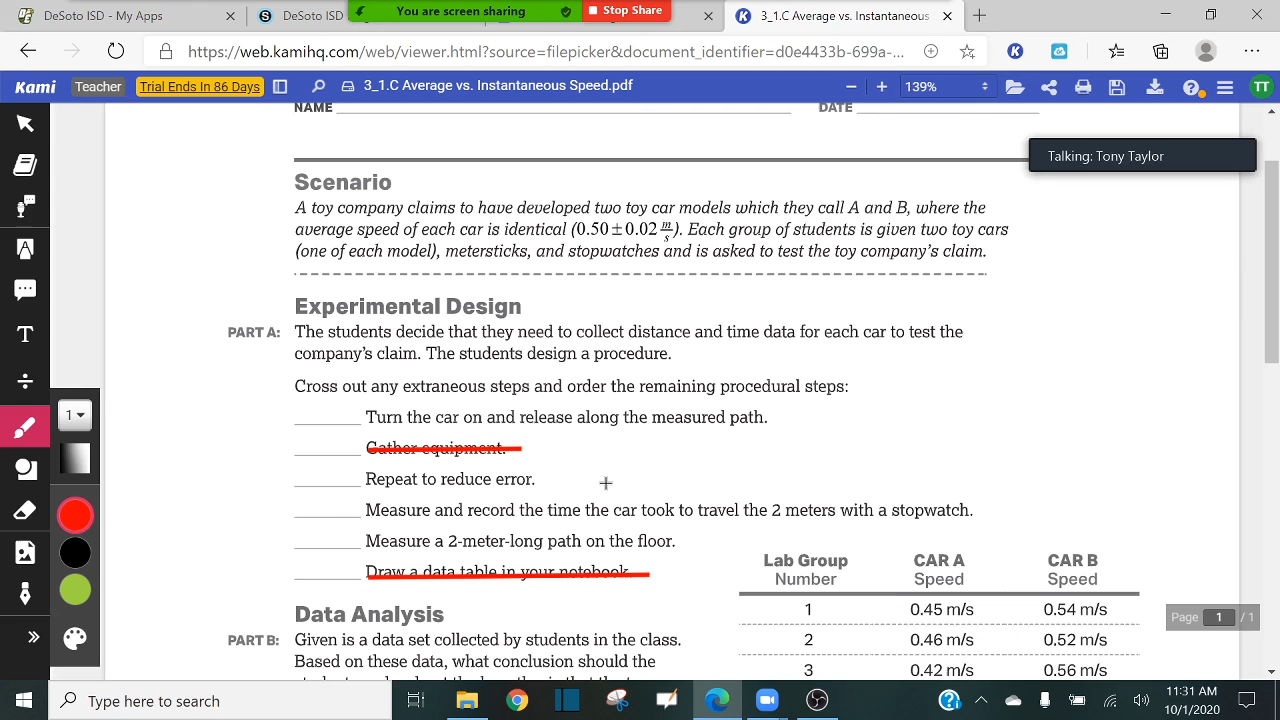 DeSoto
S DeSoto H
You are screen sharing
Stop Share
3_1.C Average vs. Instantaneous
https://web.kamihq.com/web/viewer.html?source=filepicker&document_identifier=d0e4433b-699a-...
Kami Teacher Trial Ends In 86 Days 3_1.C Average vs. Instantaneous Speed.pdf 139% TT
NAME DATE
Talking: Tony Taylor
Scenario
A toy company claims to have developed two toy car models which they call A and B, where the
average speed of each car is identical (0.50 ± 0.02 m/s). Each group of students is given two toy cars
(one of each model), metersticks, and stopwatches and is asked to test the toy company's claim.
Experimental Design
PART A: The students decide that they need to collect distance and time data for each car to test the
company's claim. The students design a procedure.
Cross out any extraneous steps and order the remaining procedural steps:
Turn the car on and release along the measured path.
Gather equipment.
Repeat to reduce error.
Measure and record the time the car took to travel the 2 meters with a stopwatch.
Measure a 2-meter-long path on the floor.
Draw a data table in your notebook.
Lab Group CAR A CAR B
Number Speed Speed
1 0.45 m/s 0.54 m/s
2 0.46 m/s 0.52 m/s
3 0.42 m/s 0.56 m/s
Data Analysis
PART B: Given is a data set collected by students in the class.
Based on these data, what conclusion should the
1
Page 1 / 1
Type here to search
11:31 AM
10/1/2020